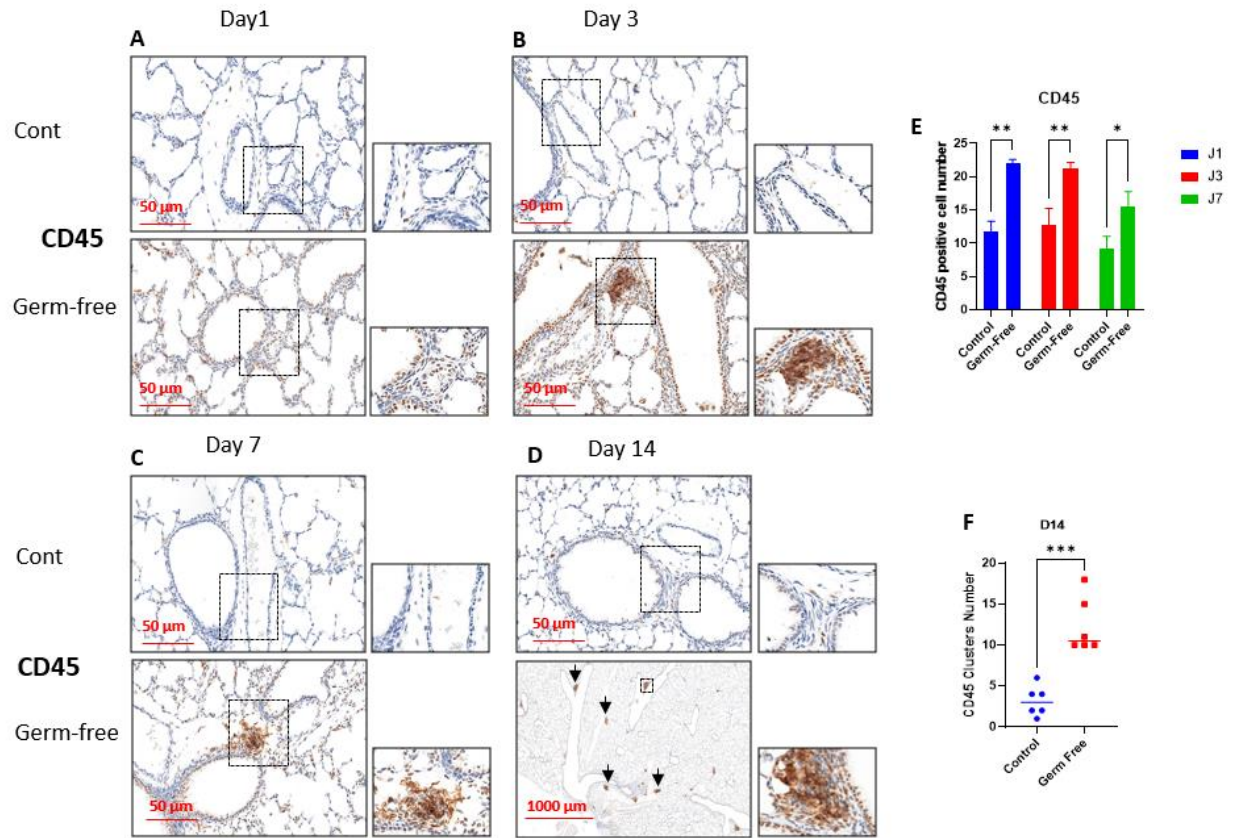 Day1
Day 3
A
B
Cont
CD45
Germ-free
50 µm
50 µm
50 µm
50 µm
E
CD45
** ** *
CD45 positive cell number
25
20
15
10
5
0
Control
Germ-Free
Control
Germ-Free
Control
Germ-Free
J1
J3
J7
Day 7
Day 14
C
D
Cont
CD45
Germ-free
50 µm
50 µm
50 µm
1000 µm
F
D14
***
CD45 Clusters Number
20
15
10
5
0
Control
Germ Free